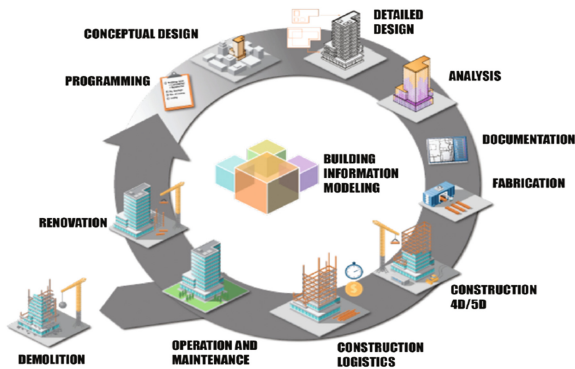 CONCEPTUAL DESIGN
DETAILED
DESIGN
PROGRAMMING
ANALYSIS
DOCUMENTATION
BUILDING
INFORMATION
MODELING
FABRICATION
RENOVATION
CONSTRUCTION
4D/5D
OPERATION AND
MAINTENANCE
CONSTRUCTION
LOGISTICS
DEMOLITION
$